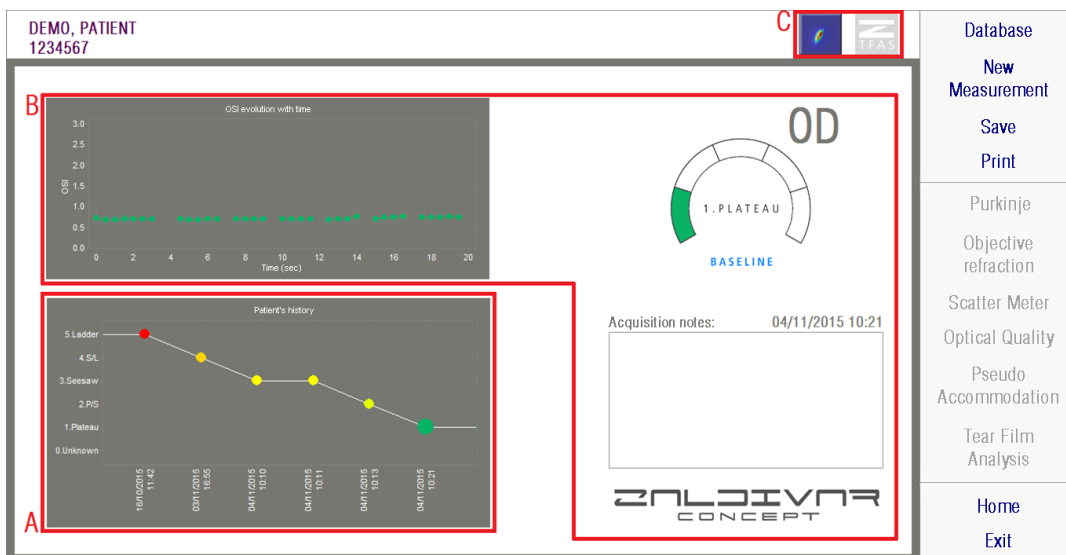 DEMO, PATIENT
1234567
C
TFAS
B
OSI evolution with time
3.0
2.5
2.0
1.5
1.0
0.5
0.0
OSI
0 2 4 6 8 10 12 14 16 18 20
Time (sec)
OD
1.PLATEAU
BASELINE
A
Patient's history
5.Ladder
4.S/L
3.Seesaw
2.P/S
1.Plateau
0.Unknown
16/10/2015
11:42
03/11/2015
16:55
04/11/2015
10:10
04/11/2015
10:11
04/11/2015
10:13
04/11/2015
10:21
Acquisition notes: 04/11/2015 10:21
ZALDIVAR
CONCEPT
Database
New
Measurement
Save
Print
Purkinje
Objective
refraction
Scatter Meter
Optical Quality
Pseudo
Accommodation
Tear Film
Analysis
Home
Exit